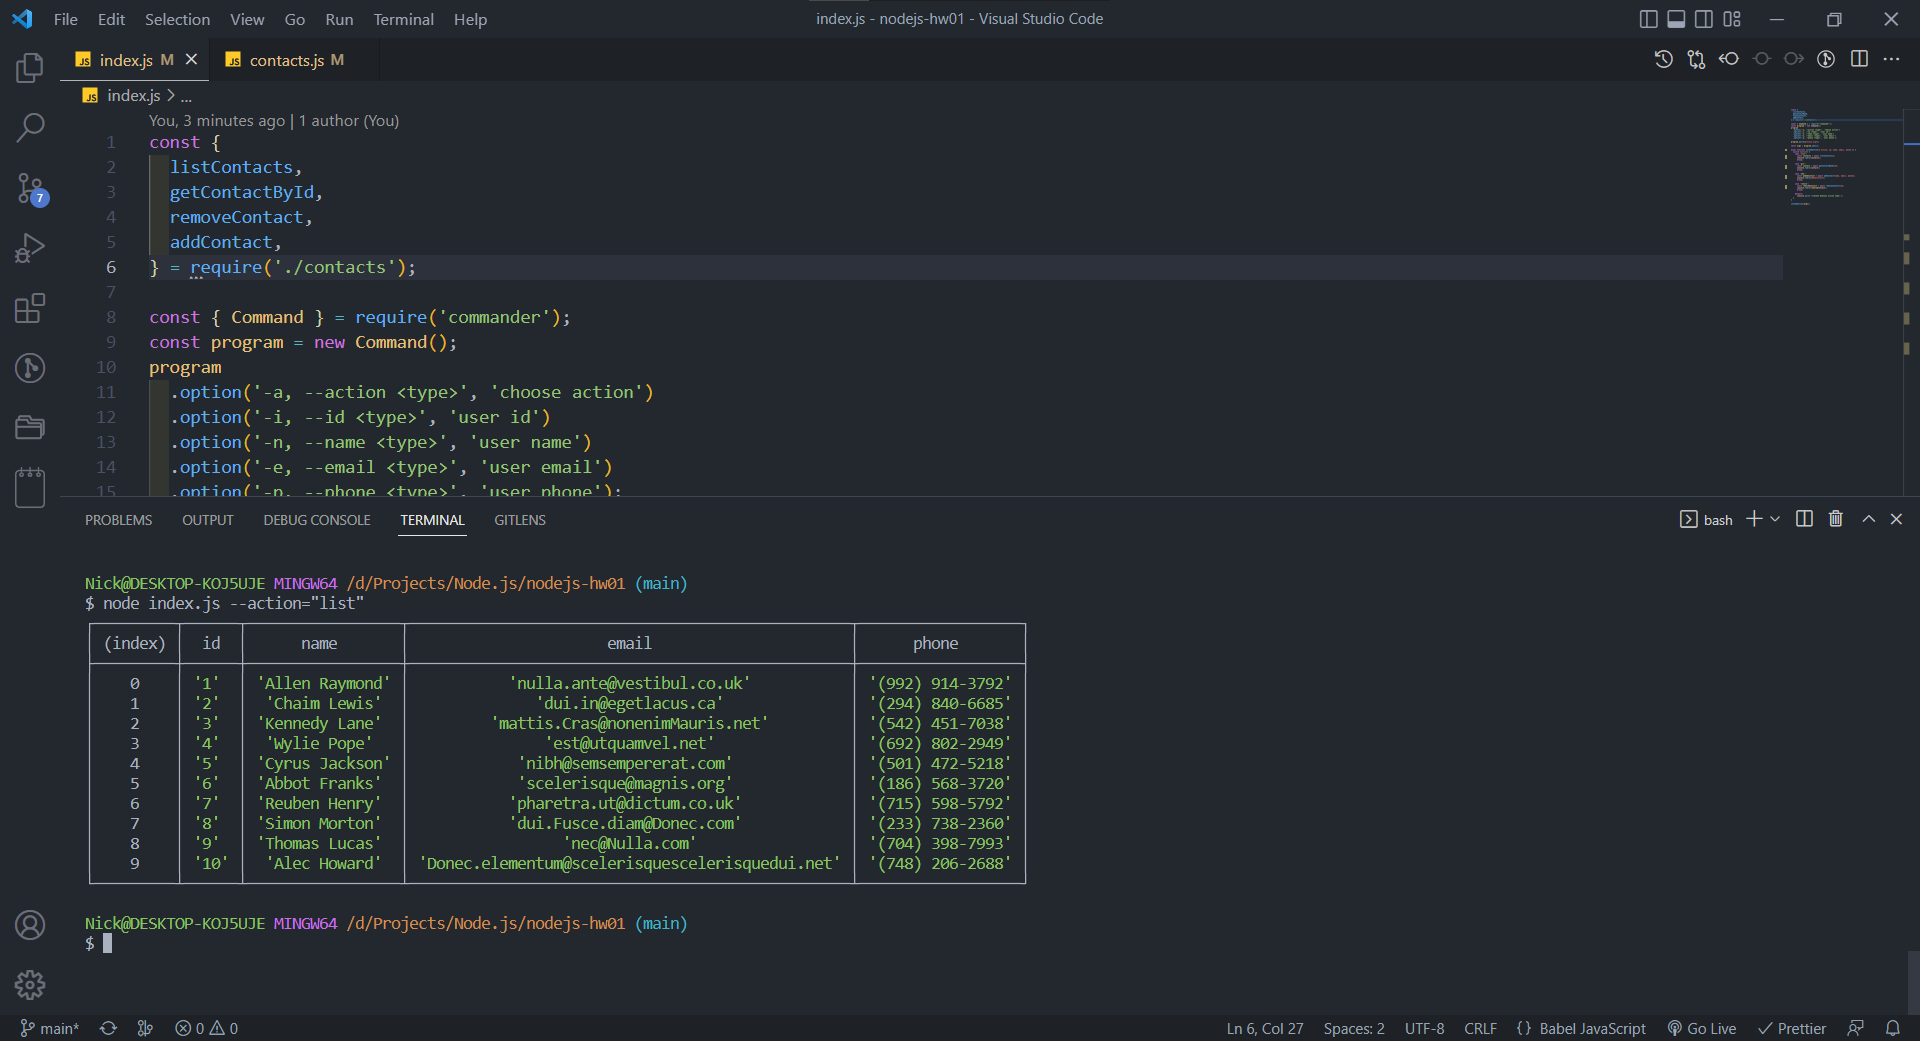 File Edit Selection View Go Run Terminal Help
index.js - nodejs-hw01 - Visual Studio Code
JS index.js M
JS contacts.js M
JS index.js > ...
You, 3 minutes ago | 1 author (You)
1 const {
2 listContacts,
3 getContactById,
4 removeContact,
5 addContact,
6 } = require('./contacts');
7
8 const { Command } = require('commander');
9 const program = new Command();
10 program
11 .option('-a, --action <type>', 'choose action')
12 .option('-i, --id <type>', 'user id')
13 .option('-n, --name <type>', 'user name')
14 .option('-e, --email <type>', 'user email')
15 .option('-p, --phone <type>', 'user phone');
7
PROBLEMS OUTPUT DEBUG CONSOLE TERMINAL GITLENS
bash
Nick@DESKTOP-KOJ5UJE MINGW64 /d/Projects/Node.js/nodejs-hw01 (main)
$ node index.js --action="list"
(index) id name email phone
0 '1' 'Allen Raymond' 'nulla.ante@vestibul.co.uk' '(992) 914-3792'
1 '2' 'Chaim Lewis' 'dui.in@egetlacus.ca' '(294) 840-6685'
2 '3' 'Kennedy Lane' 'mattis.Cras@nonenimMauris.net' '(542) 451-7038'
3 '4' 'Wylie Pope' 'est@utquamvel.net' '(692) 802-2949'
4 '5' 'Cyrus Jackson' 'nibh@semsempererat.com' '(501) 472-5218'
5 '6' 'Abbot Franks' 'scelerisque@magnis.org' '(186) 568-3720'
6 '7' 'Reuben Henry' 'pharetra.ut@dictum.co.uk' '(715) 598-5792'
7 '8' 'Simon Morton' 'dui.Fusce.diam@Donec.com' '(233) 738-2360'
8 '9' 'Thomas Lucas' 'nec@Nulla.com' '(704) 398-7993'
9 '10' 'Alec Howard' 'Donec.elementum@scelerisquescelerisquedui.net' '(748) 206-2688'
Nick@DESKTOP-KOJ5UJE MINGW64 /d/Projects/Node.js/nodejs-hw01 (main)
$
main* 0 0 Ln 6, Col 27 Spaces: 2 UTF-8 CRLF {} Babel JavaScript Go Live Prettier